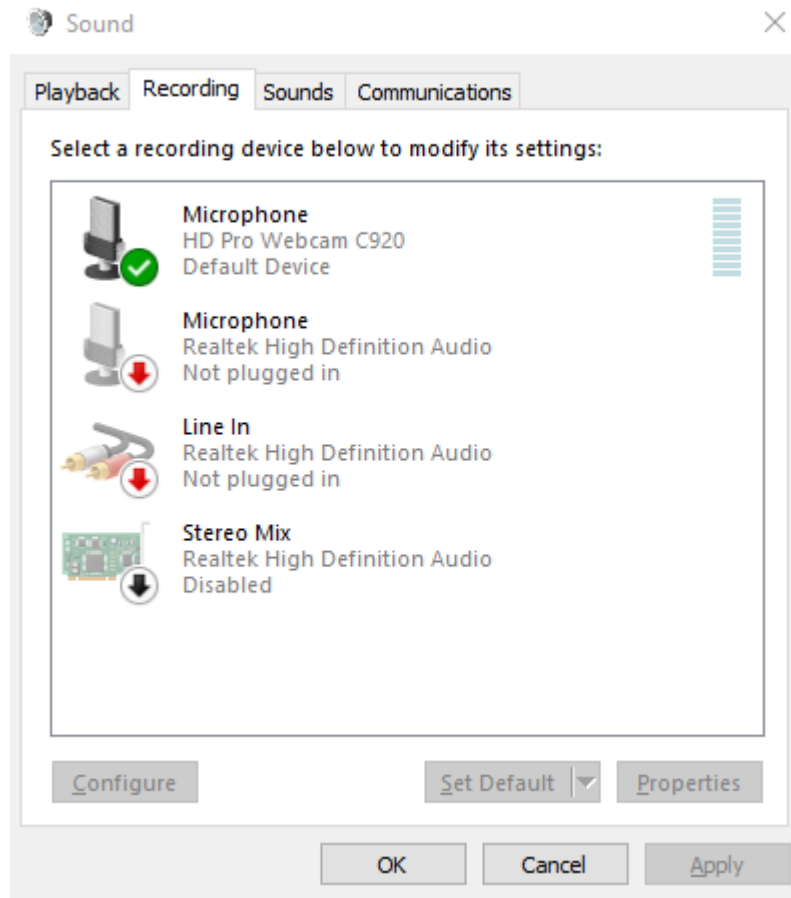 Sound
Playback Recording Sounds Communications
Select a recording device below to modify its settings:
Microphone
HD Pro Webcam C920
Default Device
Microphone
Realtek High Definition Audio
Not plugged in
Line In
Realtek High Definition Audio
Not plugged in
Stereo Mix
Realtek High Definition Audio
Disabled
Configure Set Default Properties
OK Cancel Apply